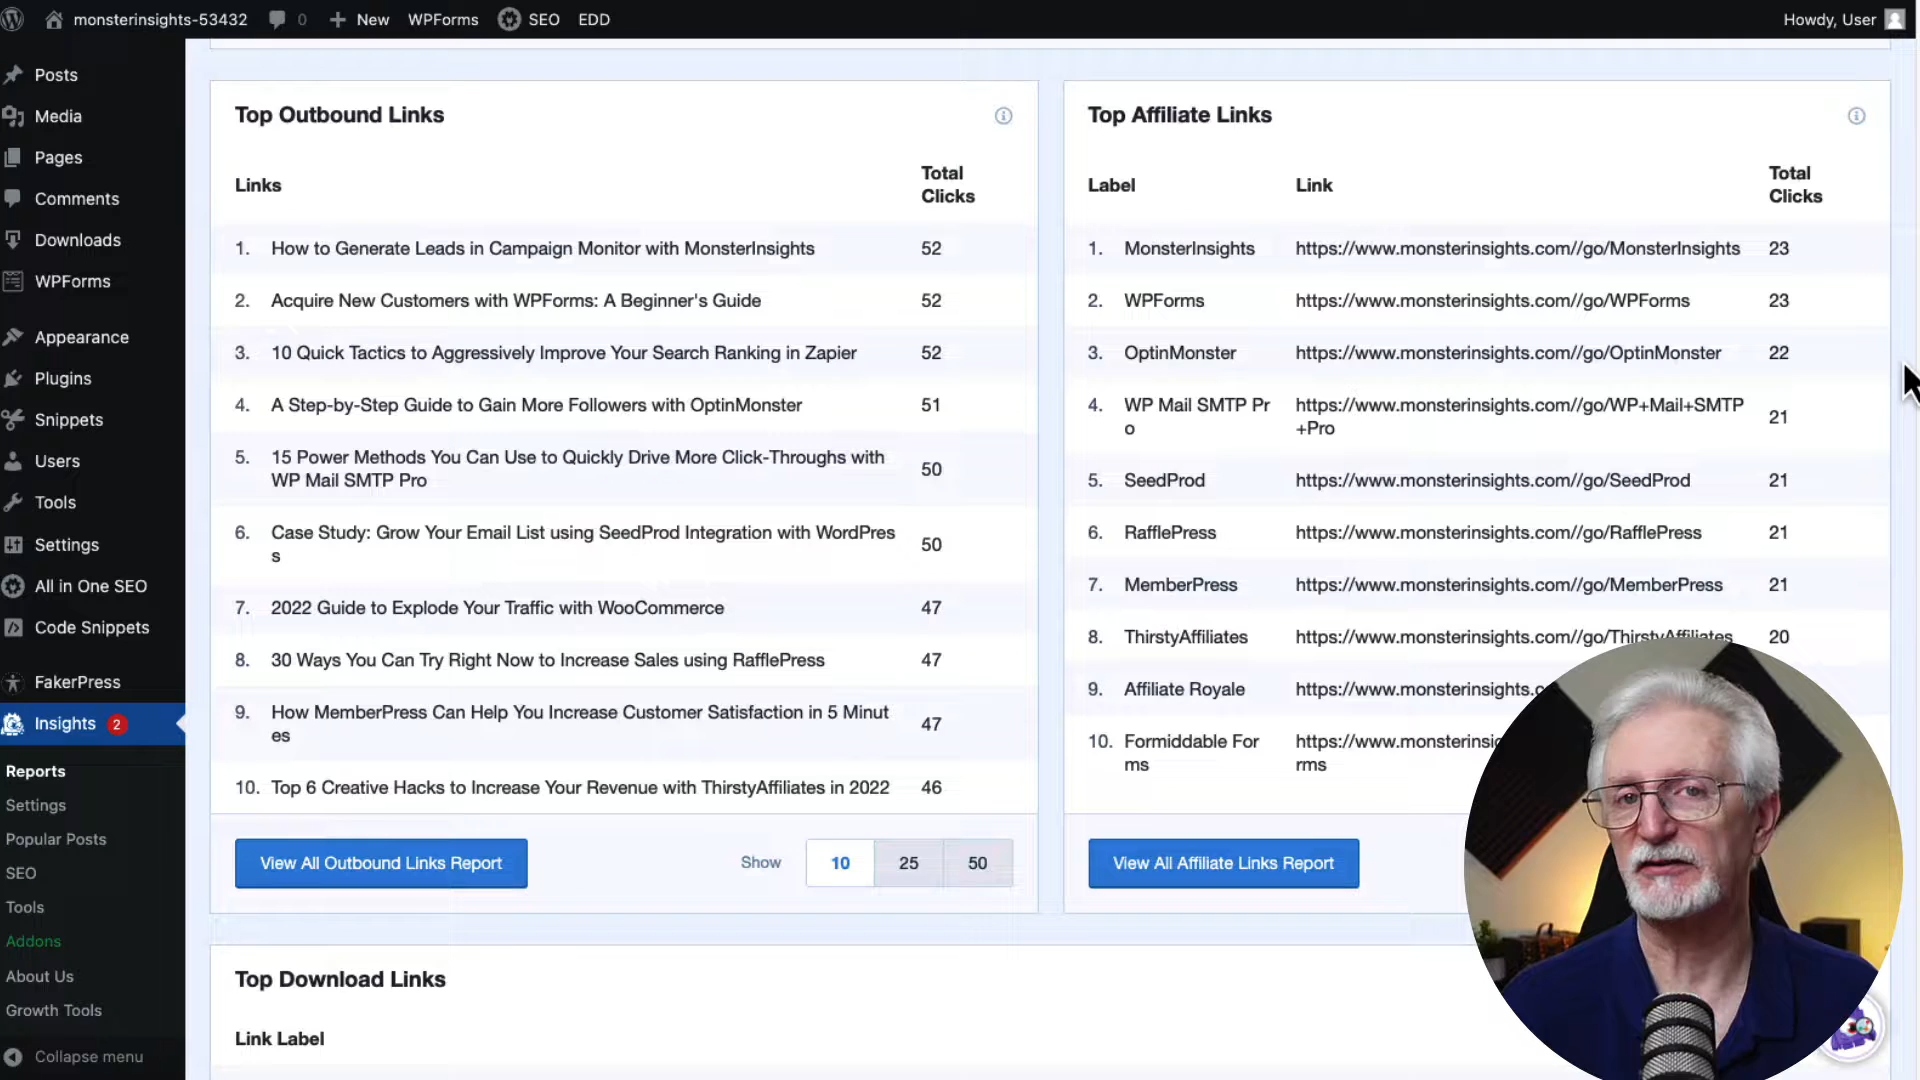 monsterinsights-53432
0
New
WPForms
SEO
EDD
Howdy, User
Posts
Media
Pages
Comments
Downloads
WPForms
Appearance
Plugins
Snippets
Users
Tools
Settings
All in One SEO
Code Snippets
FakerPress
Insights 2
Reports
Settings
Popular Posts
SEO
Tools
Addons
About Us
Growth Tools
Collapse menu
Top Outbound Links
Links
Total
Clicks
1. How to Generate Leads in Campaign Monitor with MonsterInsights 52
2. Acquire New Customers with WPForms: A Beginner's Guide 52
3. 10 Quick Tactics to Aggressively Improve Your Search Ranking in Zapier 52
4. A Step-by-Step Guide to Gain More Followers with OptinMonster 51
5. 15 Power Methods You Can Use to Quickly Drive More Click-Throughs with
WP Mail SMTP Pro
50
6. Case Study: Grow Your Email List using SeedProd Integration with WordPres
s
50
7. 2022 Guide to Explode Your Traffic with WooCommerce 47
8. 30 Ways You Can Try Right Now to Increase Sales using RafflePress 47
9. How MemberPress Can Help You Increase Customer Satisfaction in 5 Minut
es
47
10. Top 6 Creative Hacks to Increase Your Revenue with ThirstyAffiliates in 2022 46
View All Outbound Links Report
Show 10 25 50
Top Affiliate Links
Label
Link
Total
Clicks
1. MonsterInsights https://www.monsterinsights.com//go/MonsterInsights 23
2. WPForms https://www.monsterinsights.com//go/WPForms 23
3. OptinMonster https://www.monsterinsights.com//go/OptinMonster 22
4. WP Mail SMTP Pr https://www.monsterinsights.com//go/WP+Mail+SMTP
o +Pro
21
5. SeedProd https://www.monsterinsights.com//go/SeedProd 21
6. RafflePress https://www.monsterinsights.com//go/RafflePress 21
7. MemberPress https://www.monsterinsights.com//go/MemberPress 21
8. ThirstyAffiliates https://www.monsterinsights.com//go/ThirstyAffiliates 20
9. Affiliate Royale https://www.monsterinsights.c
10. Formiddable For https://www.monsterinsig
ms rms
View All Affiliate Links Report
Top Download Links
Link Label